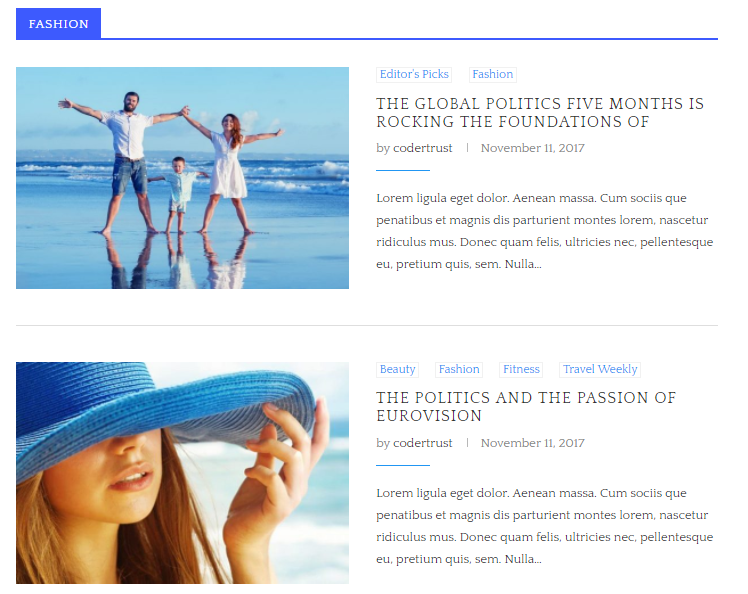 FASHION
Editor's Picks Fashion
THE GLOBAL POLITICS FIVE MONTHS IS
ROCKING THE FOUNDATIONS OF
by codertrust | November 11, 2017
Lorem ligula eget dolor. Aenean massa. Cum sociis que
penatibus et magnis dis parturient montes lorem, nascetur
ridiculus mus. Donec quam felis, ultricies nec, pellentesque
eu, pretium quis, sem. Nulla...
Beauty Fashion Fitness Travel Weekly
THE POLITICS AND THE PASSION OF
EUROVISION
by codertrust | November 11, 2017
Lorem ligula eget dolor. Aenean massa. Cum sociis que
penatibus et magnis dis parturient montes lorem, nascetur
ridiculus mus. Donec quam felis, ultricies nec, pellentesque
eu, pretium quis, sem. Nulla...